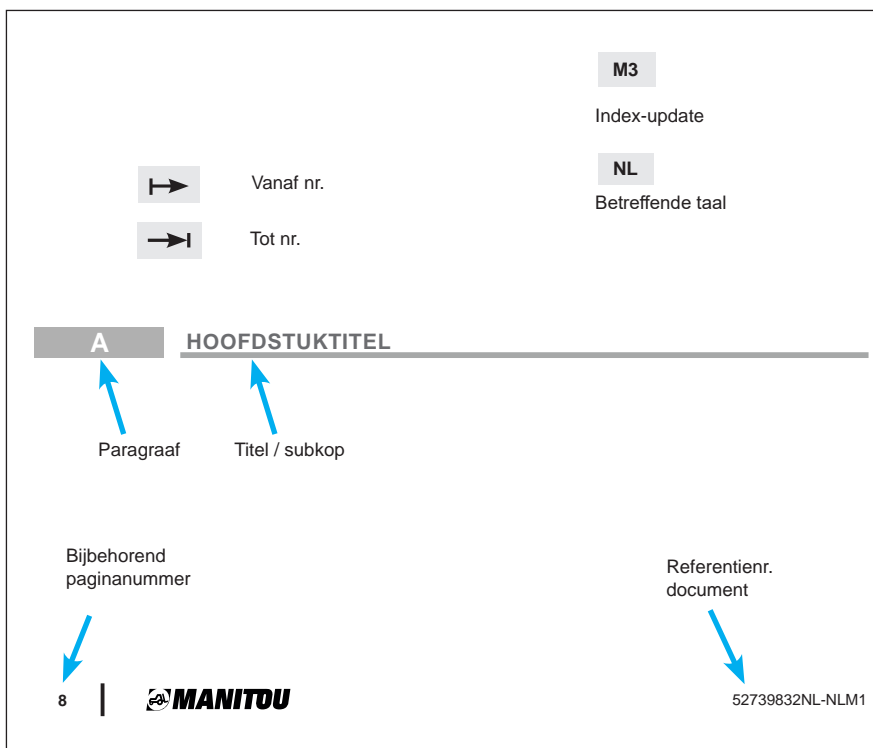 M3
Index-update
Vanaf nr.
NL
Betreffende taal
Tot nr.
A HOOFDSTUKTITEL
Paragraaf Titel / subkop
Bijbehorend
paginanummer
Referentienr.
document
8 MANITOU 52739832NL-NLM1